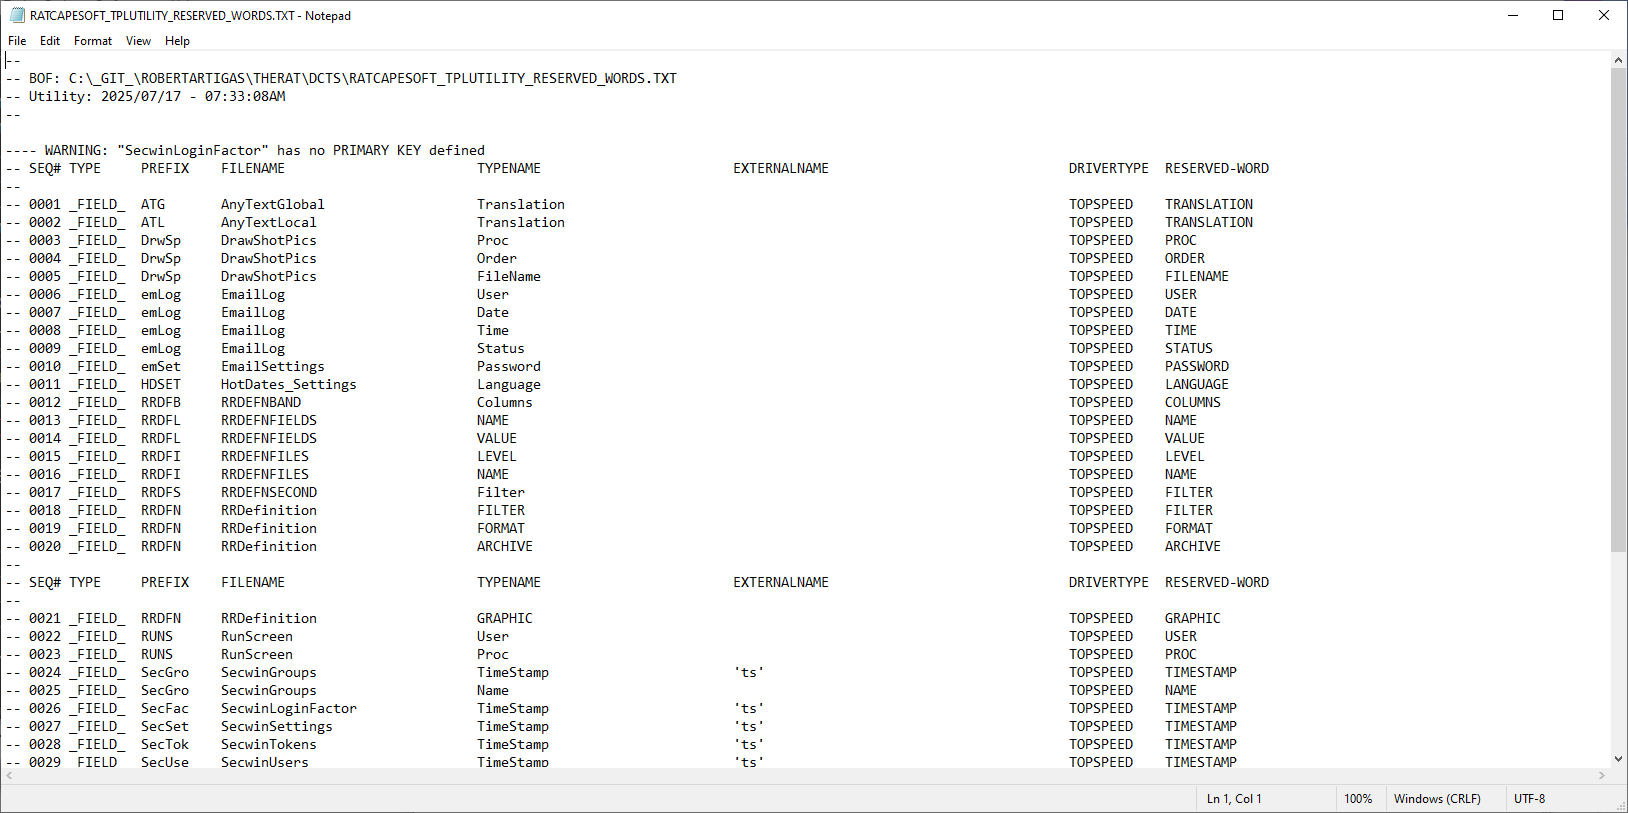 RATCAPESOFT_TPLUTILITY_RESERVED_WORDS.TXT - Notepad
File Edit Format View Help
--
-- BOF: C:\_GIT_\ROBERTARTIGAS\THERAT\DCTS\RATCAPESOFT_TPLUTILITY_RESERVED_WORDS.TXT
-- Utility: 2025/07/17 - 07:33:08AM
--
---- WARNING: "SecwinLoginFactor" has no PRIMARY KEY defined
-- SEQ# TYPE PREFIX FILENAME TYPENAME EXTERNALNAME DRIVERTYPE RESERVED-WORD
--
-- 0001 _FIELD_ ATG AnyTextGlobal Translation TOPSPEED TRANSLATION
-- 0002 _FIELD_ ATL AnyTextLocal Translation TOPSPEED TRANSLATION
-- 0003 _FIELD_ DrwSp DrawShotPics Proc TOPSPEED PROC
-- 0004 _FIELD_ DrwSp DrawShotPics Order TOPSPEED ORDER
-- 0005 _FIELD_ DrwSp DrawShotPics FileName TOPSPEED FILENAME
-- 0006 _FIELD_ emLog EmailLog User TOPSPEED USER
-- 0007 _FIELD_ emLog EmailLog Date TOPSPEED DATE
-- 0008 _FIELD_ emLog EmailLog Time TOPSPEED TIME
-- 0009 _FIELD_ emLog EmailLog Status TOPSPEED STATUS
-- 0010 _FIELD_ emSet EmailSettings Password TOPSPEED PASSWORD
-- 0011 _FIELD_ HDSET HotDates_Settings Language TOPSPEED LANGUAGE
-- 0012 _FIELD_ RRDFB RRDEFNBAND Columns TOPSPEED COLUMNS
-- 0013 _FIELD_ RRDFL RRDEFNFIELDS NAME TOPSPEED NAME
-- 0014 _FIELD_ RRDFL RRDEFNFIELDS VALUE TOPSPEED VALUE
-- 0015 _FIELD_ RRDFI RRDEFNFILES LEVEL TOPSPEED LEVEL
-- 0016 _FIELD_ RRDFI RRDEFNFILES NAME TOPSPEED NAME
-- 0017 _FIELD_ RRDFS RRDEFNSECOND Filter TOPSPEED FILTER
-- 0018 _FIELD_ RRDFN RRDefinition FILTER TOPSPEED FILTER
-- 0019 _FIELD_ RRDFN RRDefinition FORMAT TOPSPEED FORMAT
-- 0020 _FIELD_ RRDFN RRDefinition ARCHIVE TOPSPEED ARCHIVE
--
-- SEQ# TYPE PREFIX FILENAME TYPENAME EXTERNALNAME DRIVERTYPE RESERVED-WORD
--
-- 0021 _FIELD_ RRDFN RRDefinition GRAPHIC TOPSPEED GRAPHIC
-- 0022 _FIELD_ RUNS RunScreen User TOPSPEED USER
-- 0023 _FIELD_ RUNS RunScreen Proc TOPSPEED PROC
-- 0024 _FIELD_ SecGro SecwinGroups TimeStamp 'ts' TOPSPEED TIMESTAMP
-- 0025 _FIELD_ SecGro SecwinGroups Name TOPSPEED NAME
-- 0026 _FIELD_ SecFac SecwinLoginFactor TimeStamp 'ts' TOPSPEED TIMESTAMP
-- 0027 _FIELD_ SecSet SecwinSettings TimeStamp 'ts' TOPSPEED TIMESTAMP
-- 0028 _FIELD_ SecTok SecwinTokens TimeStamp 'ts' TOPSPEED TIMESTAMP
-- 0029 _FIELD_ SecUse SecwinUsers TimeStamp 'ts' TOPSPEED TIMESTAMP
Ln 1, Col 1 100% Windows (CRLF) UTF-8